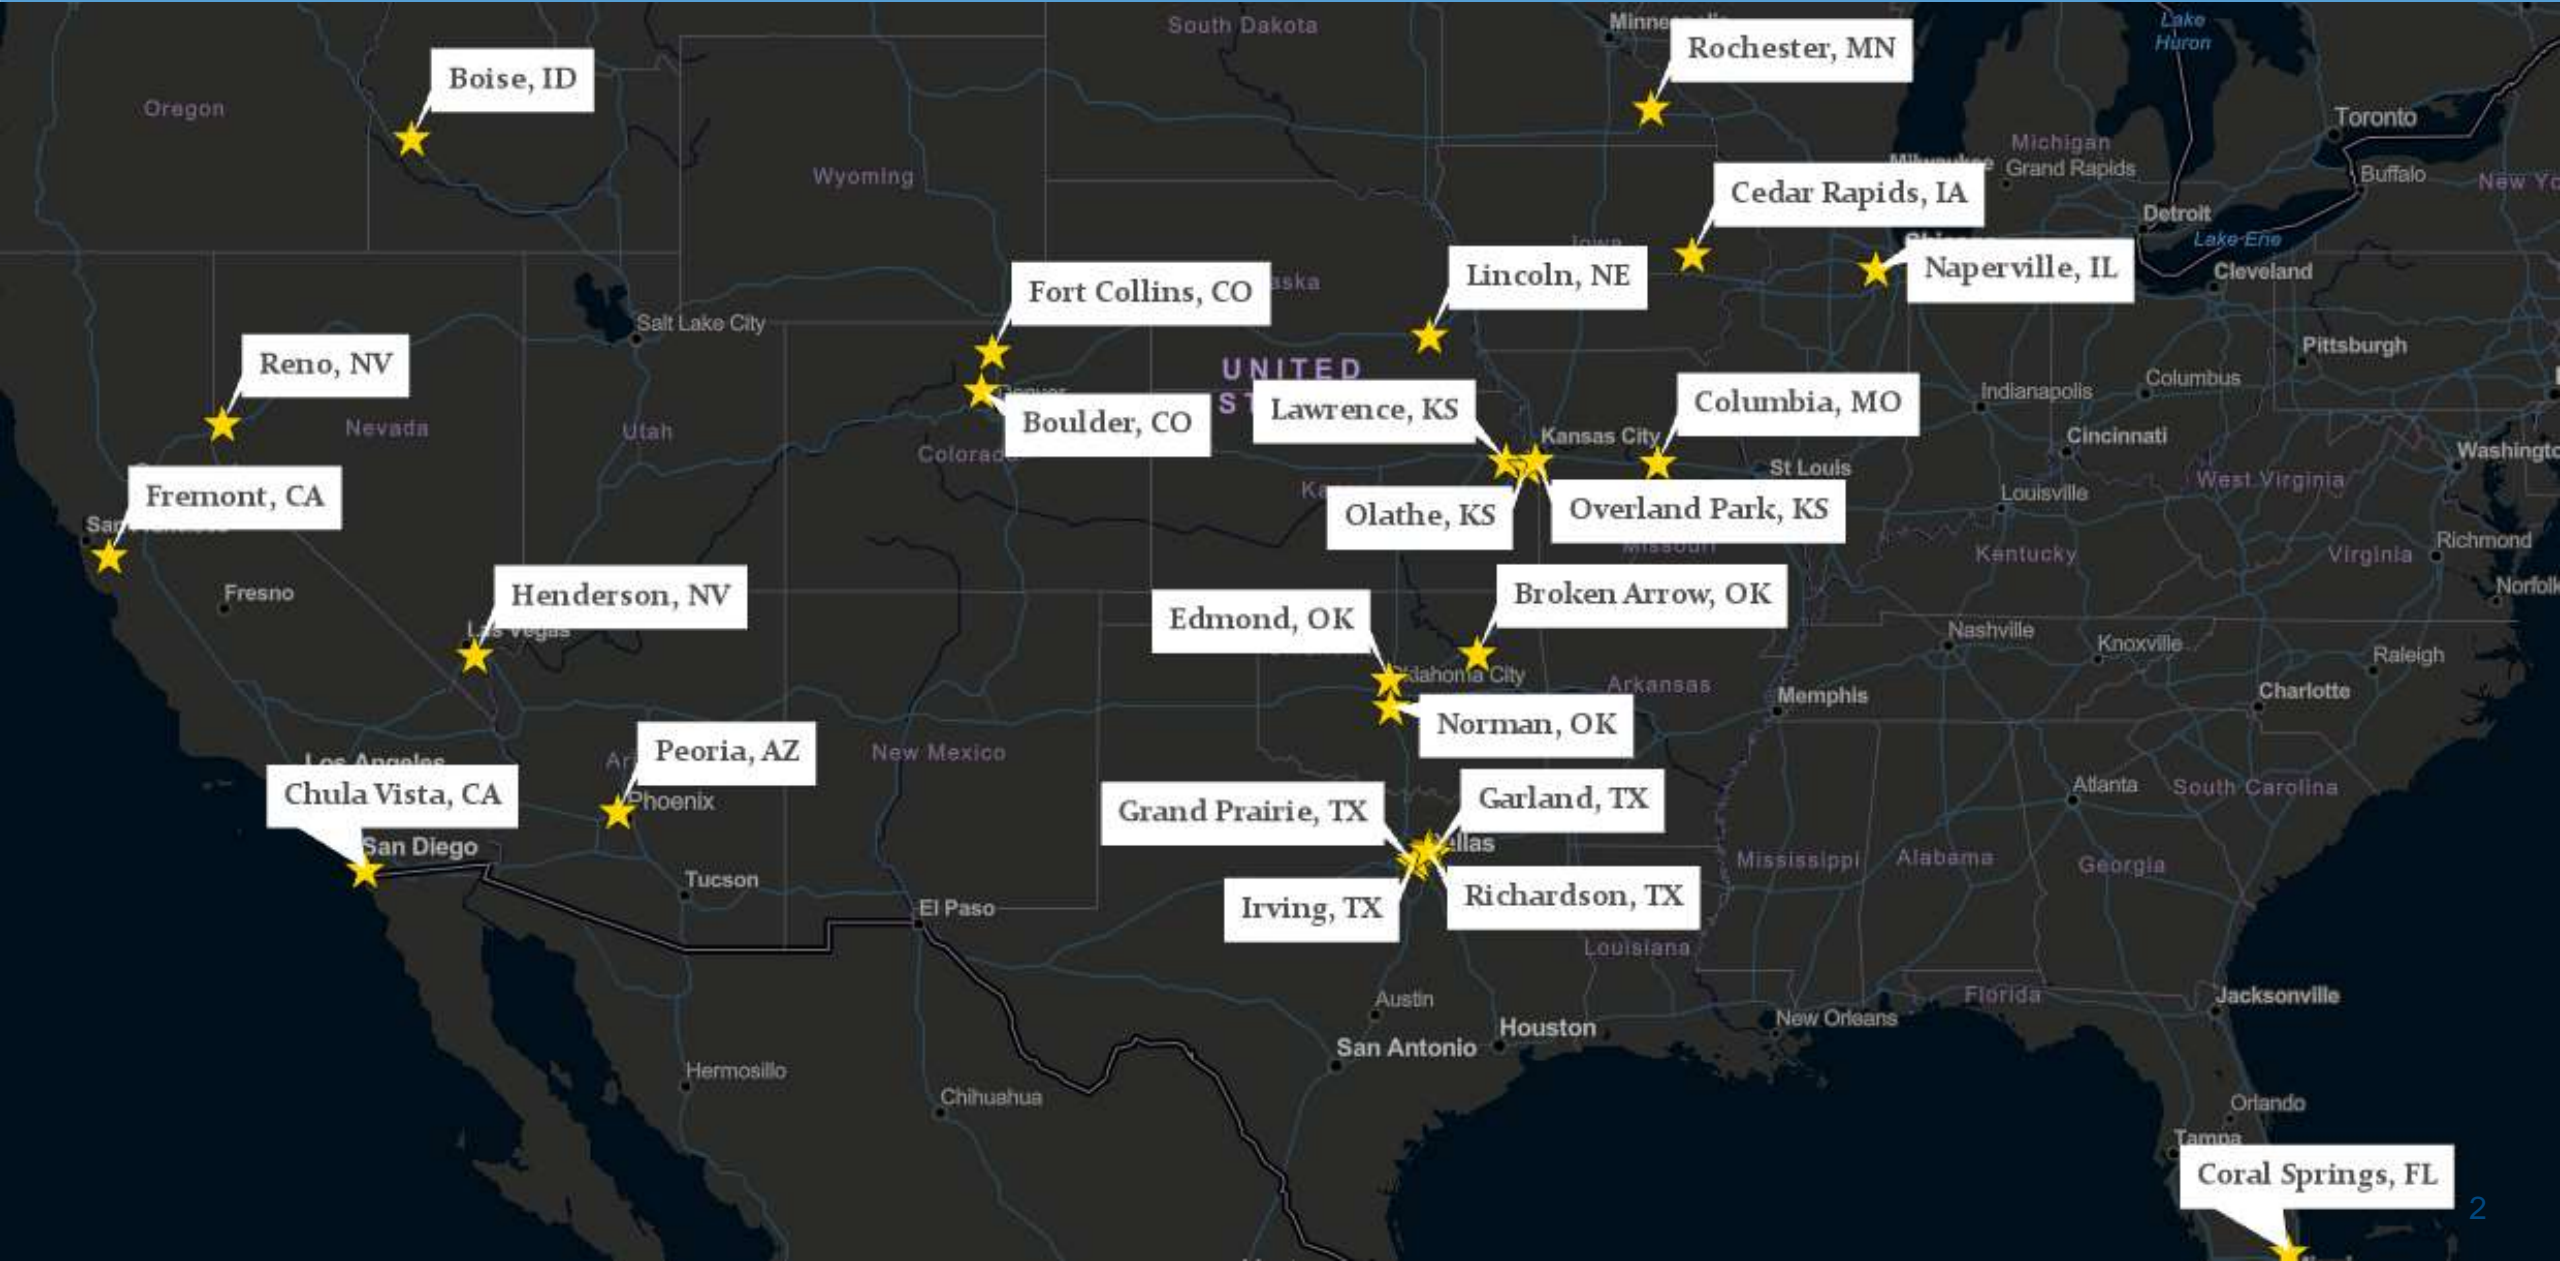 South Dakota
Lake
Huron
Rochester, MN
Boise, ID
Oregon
Toronto
Michigan
Wyoming
Grand Rapids
Buffalo
Cedar Rapids, IA
Detroit
Lake Erie
Naperville, IL
Cleveland
Lincoln, NE
Fort Collins, CO
Salt Lake City
Pittsburgh
Reno, NV
UNITED
Columbus
Indianapolis
Columbia, MO
Lawrence, KS
Boulder, CO
Nevada
Utah
Kansas City
Cincinnati
St Louis
West Virginia
Louisville
Fremont, CA
Olathe, KS
Overland Park, KS
Richmond
Kentucky
Virginia
Fresno
Henderson, NV
Broken Arrow, OK
Edmond, OK
Nashville
Knoxville
Raleigh
Oklahoma City
Arkansas
Charlotte
Memphis
Norman, OK
Peoria, AZ
New Mexico
Los Angeles
Chula Vista, CA
Phoenix
Atlanta
South Carolina
Grand Prairie, TX
Garland, TX
San Diego
Mississippi
Alabama
Georgia
Tucson
Richardson, TX
Irving, TX
El Paso
Louisiana
Florida
Jacksonville
Austin
New Orleans
Houston
San Antonio
Hermosillo
Chihuahua
Orlando
Tampa
Coral Springs, FL
2